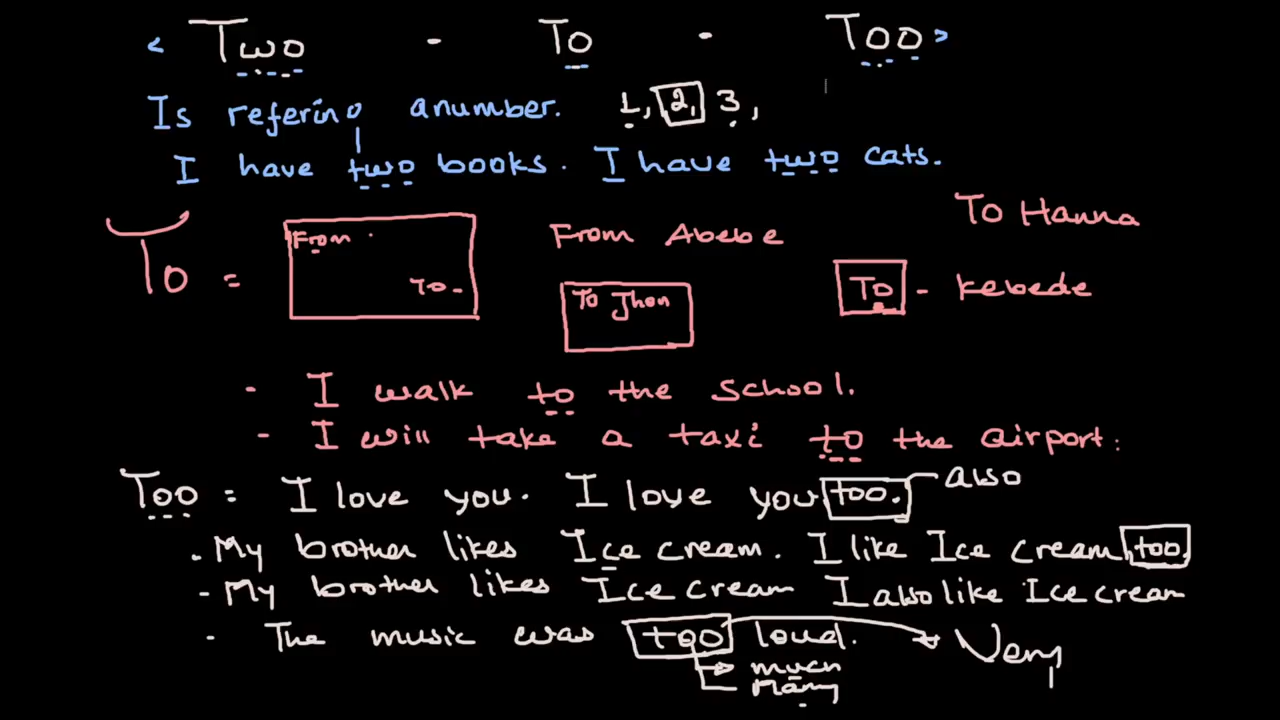 < Two - To - Too >
Is refering anumber. 1, 2, 3,
I have two books. I have two cats.
To Hanna
To = From To. From Abebe
To Jhon
To - Kebede
- I walk to the school.
- I will take a taxi to the airport.
Too = I love you. I love you too. also
. My brother likes Ice cream. I like Ice cream too.
- My brother likes Ice cream I also like Ice cream
- The music was too loud. Very
much
Many